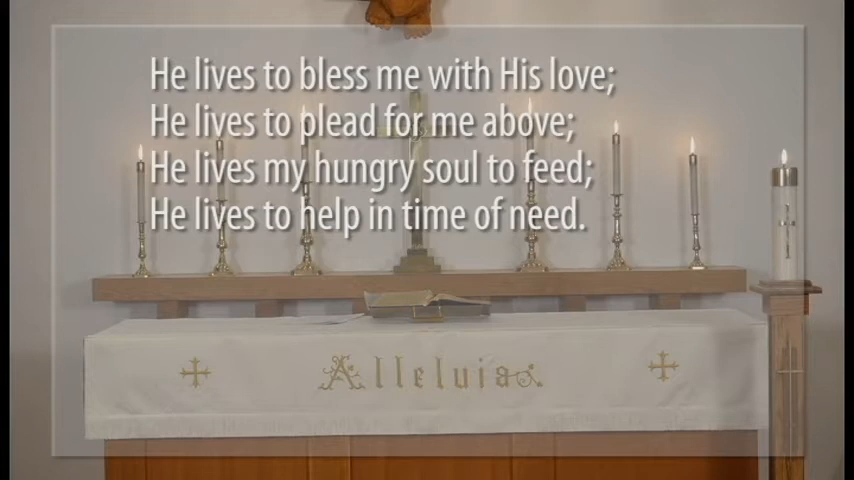 He lives to bless me with His love;
He lives to plead for me above;
He lives my hungry soul to feed;
He lives to help in time of need.
Alleluia